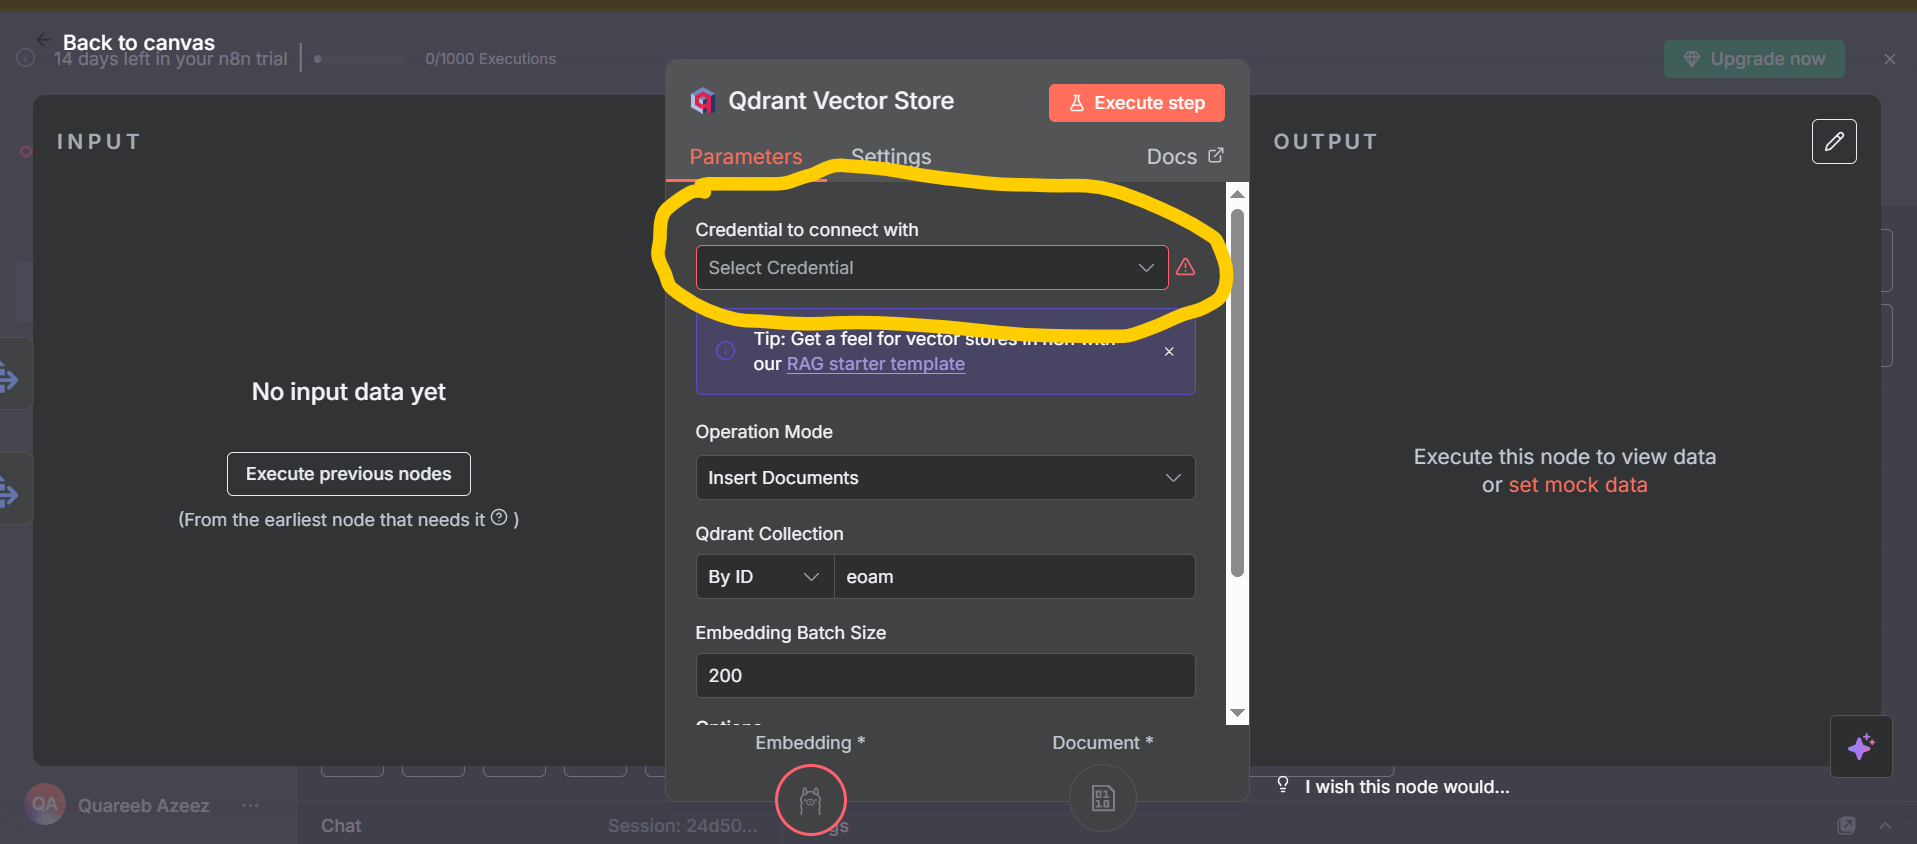 Back to canvas
14 days left in your n8n trial
0/1000 Executions
Upgrade now
INPUT
No input data yet
Execute previous nodes
(From the earliest node that needs it ? )
Qdrant Vector Store
Execute step
Parameters
Settings
Docs
Credential to connect with
Select Credential
Tip: Get a feel for vector stores in n8n with
our RAG starter template
Operation Mode
Insert Documents
Qdrant Collection
By ID
eoam
Embedding Batch Size
200
Options
Embedding *
Document *
OUTPUT
Execute this node to view data
or set mock data
I wish this node would...
QA
Quareeb Azeez
Chat
Session: 24d50...